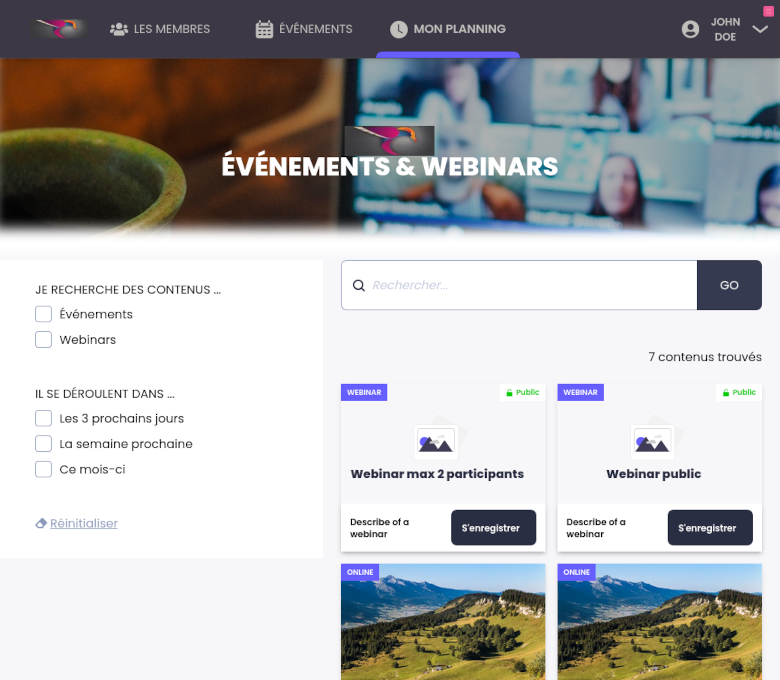 LES MEMBRES
ÉVÉNEMENTS
MON PLANNING
JOHN
DOE
ÉVÉNEMENTS & WEBINARS
JE RECHERCHE DES CONTENUS ...
Événements
Webinars
IL SE DÉROULENT DANS ...
Les 3 prochains jours
La semaine prochaine
Ce mois-ci
Réinitialiser
Rechercher...
GO
7 contenus trouvés
WEBINAR
Public
Webinar max 2 participants
Describe of a
webinar
S'enregistrer
WEBINAR
Public
Webinar public
Describe of a
webinar
S'enregistrer
ONLINE
ONLINE